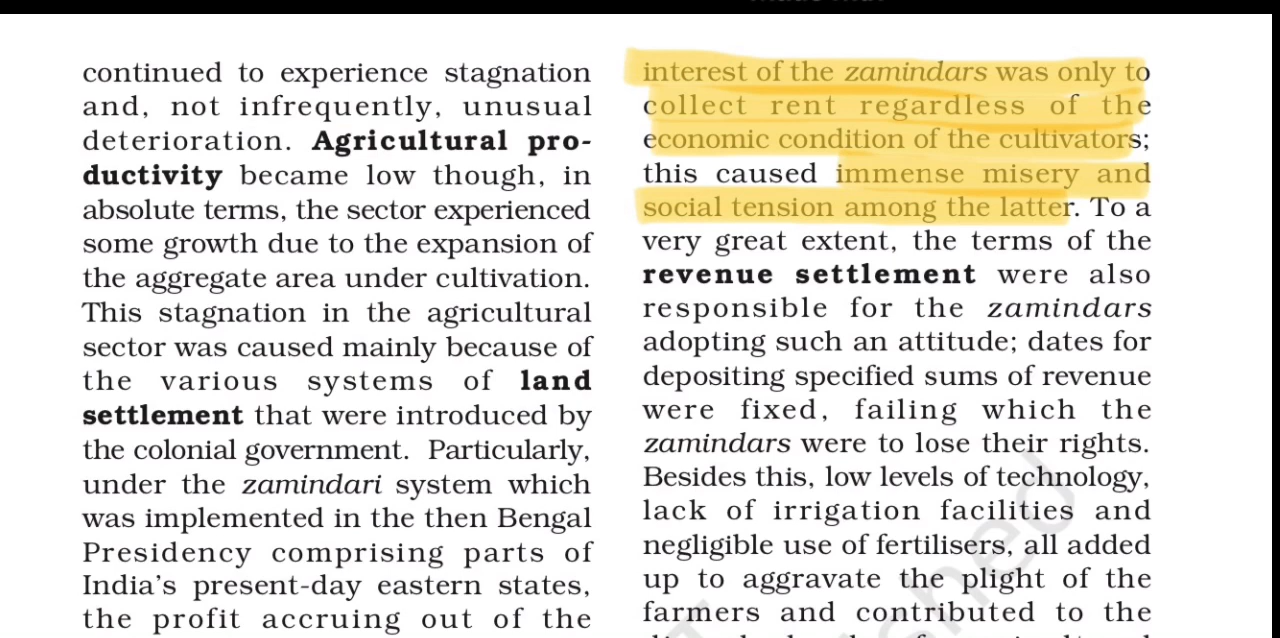 continued to experience stagnation
and, not infrequently, unusual
deterioration. Agricultural pro-
ductivity became low though, in
absolute terms, the sector experienced
some growth due to the expansion of
the aggregate area under cultivation.
This stagnation in the agricultural
sector was caused mainly because of
the various systems of land
settlement that were introduced by
the colonial government. Particularly,
under the zamindari system which
was implemented in the then Bengal
Presidency comprising parts of
India's present-day eastern states,
the profit accruing out of the
interest of the zamindars was only to
collect rent regardless of the
economic condition of the cultivators;
this caused immense misery and
social tension among the latter. To a
very great extent, the terms of the
revenue settlement were also
responsible for the zamindars
adopting such an attitude; dates for
depositing specified sums of revenue
were fixed, failing which the
zamindars were to lose their rights.
Besides this, low levels of technology,
lack of irrigation facilities and
negligible use of fertilisers, all added
up to aggravate the plight of the
farmers and contributed to the